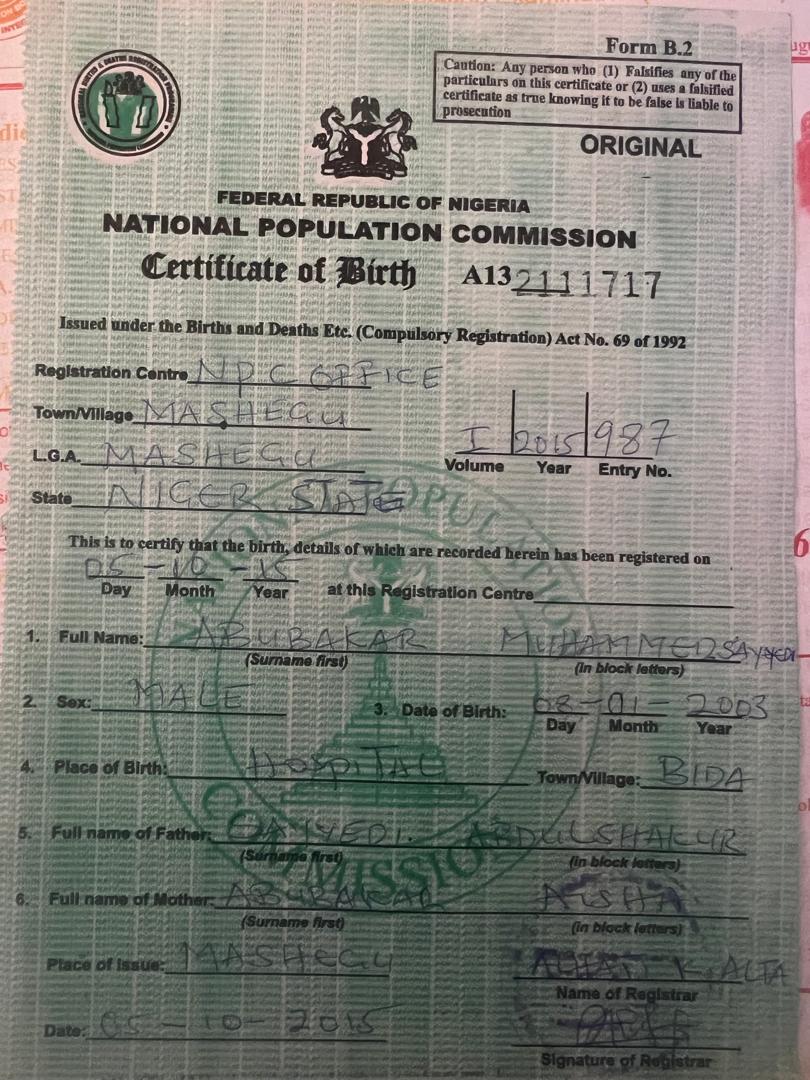 Form B.2
Caution: Any person who (1) Falsifies any of the
particulars on this certificate or (2) uses a falsified
certificate as true knowing it to be false is liable to
prosecution
ORIGINAL
FEDERAL REPUBLIC OF NIGERIA
NATIONAL POPULATION COMMISSION
Certificate of Birth A132111717
Issued under the Births and Deaths Etc. (Compulsory Registration) Act No. 69 of 1992
Registration Centre NPC OFFICE
Town/Village MASHEGU
I 2015 987
L.G.A. MASHEGU
Volume Year Entry No.
State NIGER STATE
This is to certify that the birth, details of which are recorded herein has been registered on
05-10-15
Day Month Year at this Registration Centre
1. Full Name: ABUBAKAR MUHAMMED SAYYEDI
(Surname first) (in block letters)
2. Sex: MALE 3. Date of Birth: 08-01-2003
Day Month Year
4. Place of Birth: HOSPITAL Town/Village: BIDA
5. Full name of Father: ABDULSHAKUR
(Surname first) (in block letters)
6. Full name of Mother: ABUBAKAR AISHA
(Surname first) (in block letters)
Place of Issue: MASHEGU
Name of Registrar
Date: 05-10-2015
Signature of Registrar